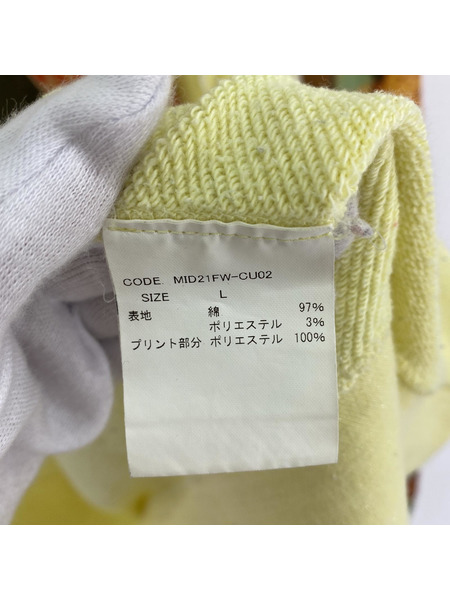 CODE. MID21FW-CU02
SIZE L
表地 綿 97%
ポリエステル 3%
プリント部分 ポリエステル 100%